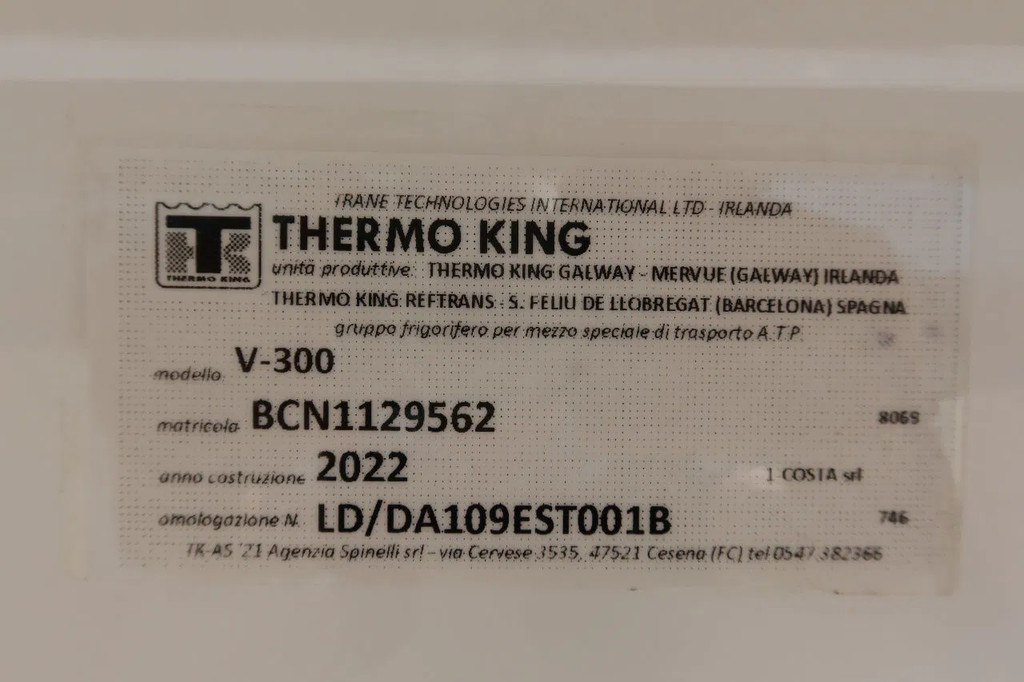 TRANE TECHNOLOGIES INTERNATIONAL LTD - IRLANDA
THERMO KING
THERMO KING
unità produttive: THERMO KING GALWAY - MERVUE (GALWAY) IRLANDA
THERMO KING REFTRANS - S. FELIU DE LLOBREGAT (BARCELONA) SPAGNA
gruppo frigorifero per mezzo speciale di trasporto A.T.P.
modello V-300
matricola BCN1129562
anno costruzione 2022 1-COSTA srl
omologazione N. LD/DA109EST001B 746
TK-AS '21 Agenzia Spinelli srl – via Cervese 3535, 47521 Cesena (FC) tel 0547 382366